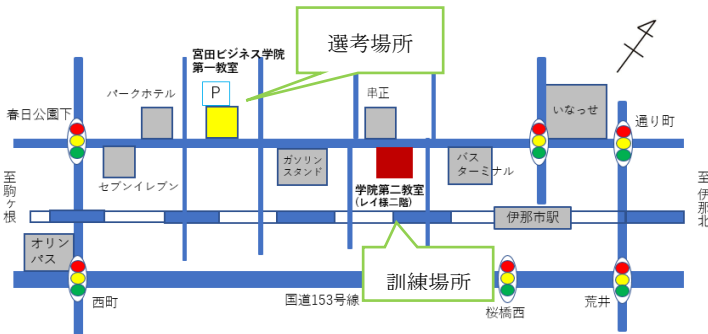 選考場所
宮田ビジネス学院
第一教室
P
パークホテル
串正
いなっせ
春日公園下
通り町
セブンイレブン
ガソリン
スタンド
学院第二教室
(レイ様二階)
バス
ターミナル
至駒ヶ根
至伊那北
伊那市駅
オリン
パス
訓練場所
西町
国道153号線
桜橋西
荒井